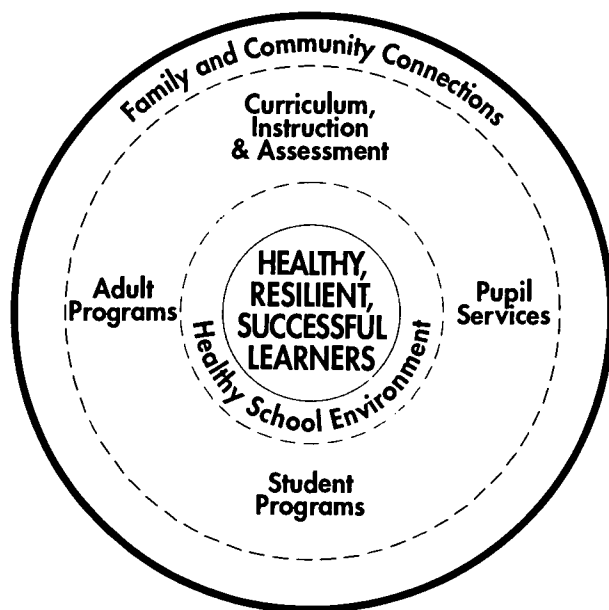 Family and Community Connections
Curriculum,
Instruction
& Assessment
Adult
Programs
HEALTHY,
RESILIENT,
SUCCESSFUL
LEARNERS
Pupil
Services
Healthy School Environment
Student
Programs